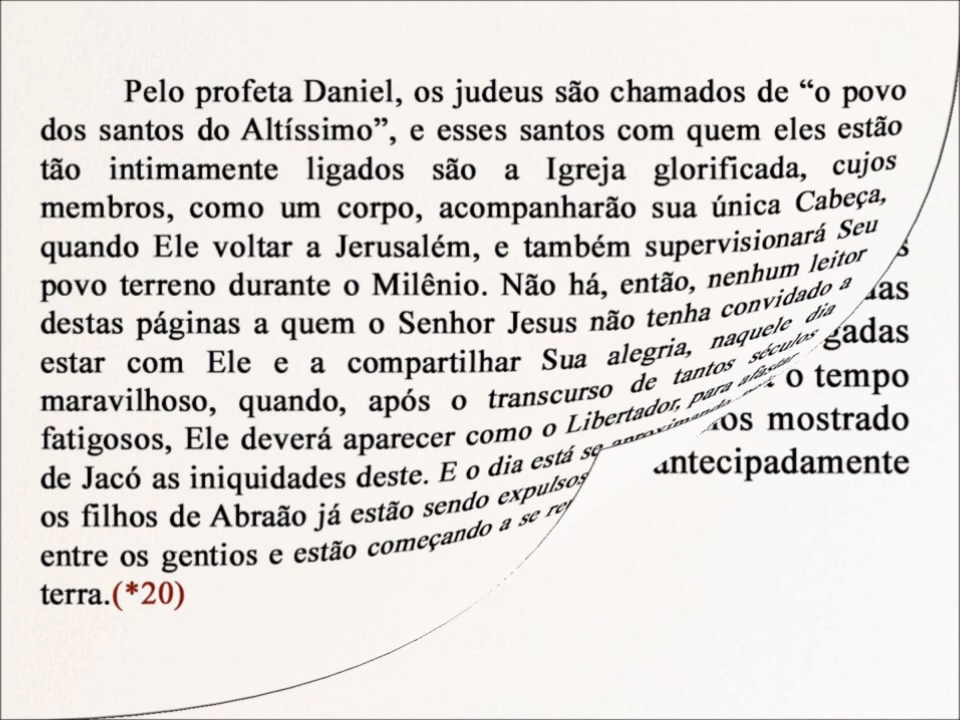 Pelo profeta Daniel, os judeus são chamados de “o povo
dos santos do Altíssimo”, e esses santos com quem eles estão
tão intimamente ligados são a Igreja glorificada, cujos
membros, como um corpo, acompanharão sua única Cabeça,
quando Ele voltar a Jerusalém, e também supervisionará Seu
povo terreno durante o Milênio. Não há, então, nenhum leitor
destas páginas a quem o Senhor Jesus não tenha convidado a
estar com Ele e a compartilhar Sua alegria, naquele dia
maravilhoso, quando, após o transcurso de tantos séculos
fatigosos, Ele deverá aparecer como o Libertador, para afastar
de Jacó as iniquidades deste. E o dia está se
os filhos de Abraão já estão sendo expulsos
entre os gentios e estão começando a se
terra.(*20)
o tempo
mostrado
antecipadamente